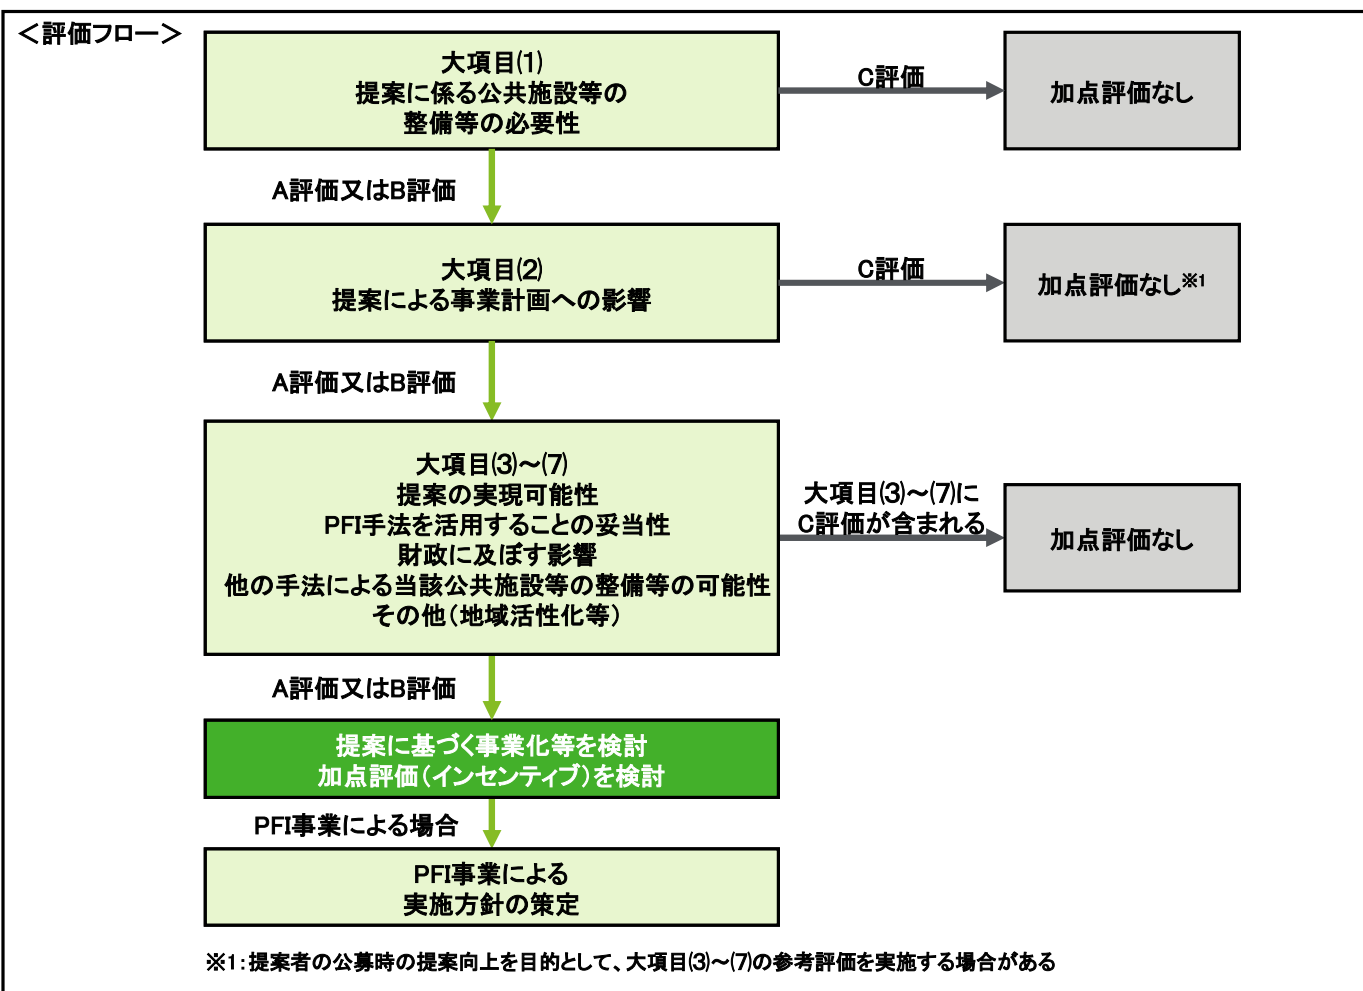 ＜評価フロー＞
大項目(1)
提案に係る公共施設等の
整備等の必要性
C評価
加点評価なし
A評価又はB評価
大項目(2)
提案による事業計画への影響
C評価
加点評価なし※1
A評価又はB評価
大項目(3)～(7)
提案の実現可能性
PFI手法を活用することの妥当性
財政に及ぼす影響
他の手法による当該公共施設等の整備等の可能性
その他（地域活性化等）
大項目(3)～(7)に
C評価が含まれる
加点評価なし
A評価又はB評価
提案に基づく事業化等を検討
加点評価（インセンティブ）を検討
PFI事業による場合
PFI事業による
実施方針の策定
※1：提案者の公募時の提案向上を目的として、大項目(3)～(7)の参考評価を実施する場合がある